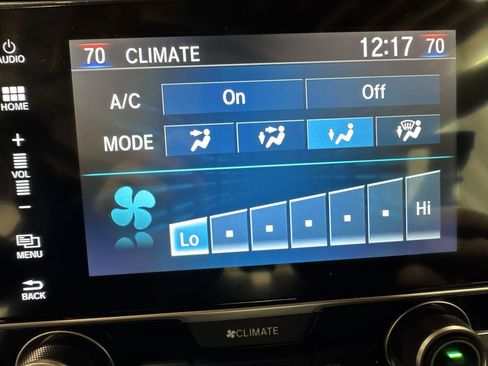 AUDIO
HOME
+
VOL
-
MENU
BACK
70 CLIMATE 12:17 70
A/C On Off
MODE
Lo Hi
CLIMATE